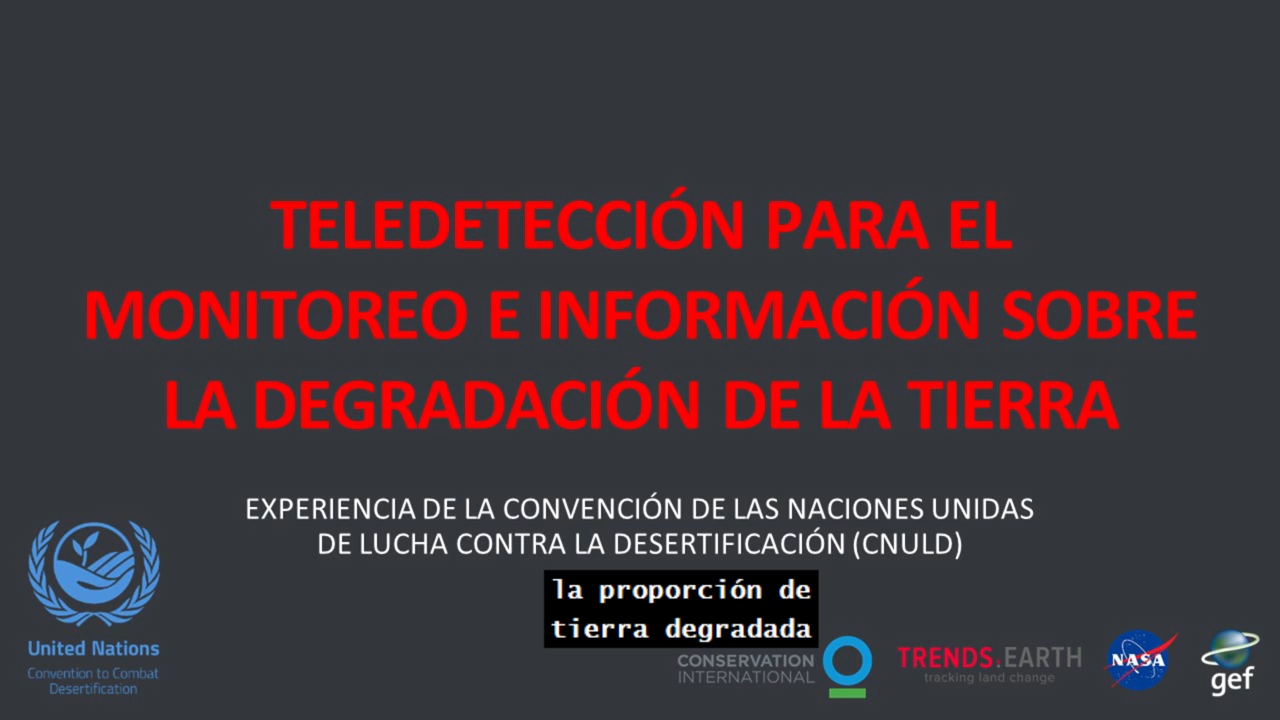 TELEDETECCIÓN PARA EL
MONITOREO E INFORMACIÓN SOBRE
LA DEGRADACIÓN DE LA TIERRA
EXPERIENCIA DE LA CONVENCIÓN DE LAS NACIONES UNIDAS
DE LUCHA CONTRA LA DESERTIFICACIÓN (CNULD)
la proporción de
tierra degradada
United Nations
Convention to Combat
Desertification
CONSERVATION
INTERNATIONAL
TRENDS.EARTH
tracking land change
NASA
gef